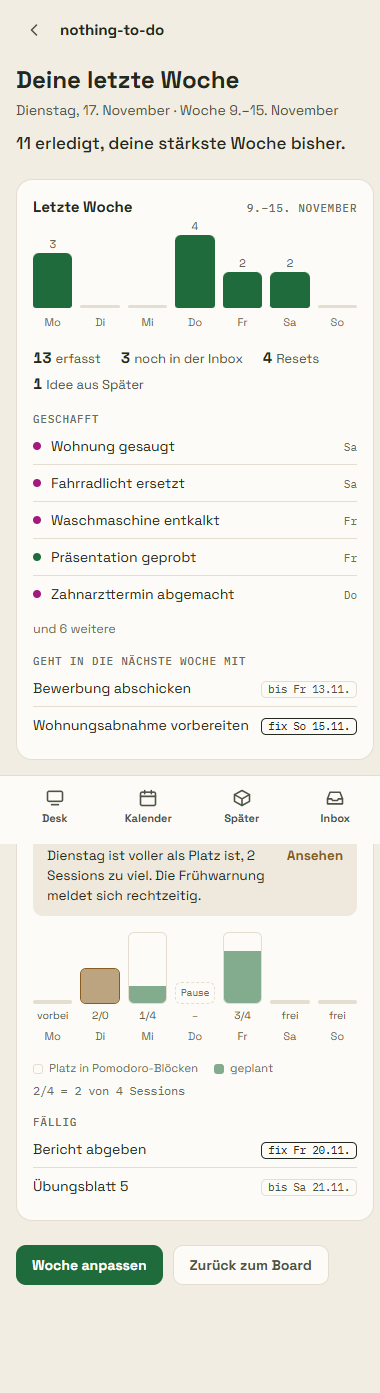 nothing-to-do
Deine letzte Woche
Dienstag, 17. November · Woche 9.–15. November
11 erledigt, deine stärkste Woche bisher.
Letzte Woche
9.–15. NOVEMBER
3
4
2
2
Mo
Di
Mi
Do
Fr
Sa
So
13 erfasst
3 noch in der Inbox
4 Resets
1 Idee aus Später
GESCHAFFT
Wohnung gesaugt
Sa
Fahrradlicht ersetzt
Sa
Waschmaschine entkalkt
Fr
Präsentation geprobt
Fr
Zahnarzttermin abgemacht
Do
und 6 weitere
GEHT IN DIE NÄCHSTE WOCHE MIT
Bewerbung abschicken
bis Fr 13.11.
Wohnungsabnahme vorbereiten
fix So 15.11.
Desk
Kalender
Später
Inbox
Dienstag ist voller als Platz ist, 2
Sessions zu viel. Die Frühwarnung
meldet sich rechtzeitig.
Ansehen
Pause
vorbei
2/0
1/4
–
3/4
frei
frei
Mo
Di
Mi
Do
Fr
Sa
So
Platz in Pomodoro-Blöcken
geplant
2/4 = 2 von 4 Sessions
FÄLLIG
Bericht abgeben
fix Fr 20.11.
Übungsblatt 5
bis Sa 21.11.
Woche anpassen
Zurück zum Board